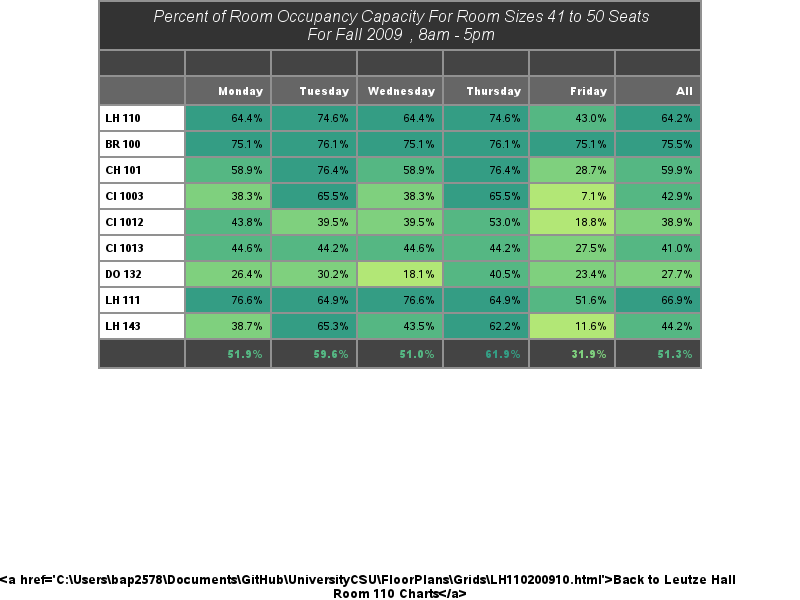 Percent of Room Occupancy Capacity For Room Sizes 41 to 50 Seats
For Fall 2009 , 8am - 5pm
Monday Tuesday Wednesday Thursday Friday All
LH 110 64.4% 74.6% 64.4% 74.6% 43.0% 64.2%
BR 100 75.1% 76.1% 75.1% 76.1% 75.1% 75.5%
CH 101 58.9% 76.4% 58.9% 76.4% 28.7% 59.9%
CI 1003 38.3% 65.5% 38.3% 65.5% 7.1% 42.9%
CI 1012 43.8% 39.5% 39.5% 53.0% 18.8% 38.9%
CI 1013 44.6% 44.2% 44.6% 44.2% 27.5% 41.0%
DO 132 26.4% 30.2% 18.1% 40.5% 23.4% 27.7%
LH 111 76.6% 64.9% 76.6% 64.9% 51.6% 66.9%
LH 143 38.7% 65.3% 43.5% 62.2% 11.6% 44.2%
51.9% 59.6% 51.0% 61.9% 31.9% 51.3%
<a href='C:\Users\bap2578\Documents\GitHub\UniversityCSU\FloorPlans\Grids\LH110200910.html'>Back to Leutze Hall
Room 110 Charts</a>